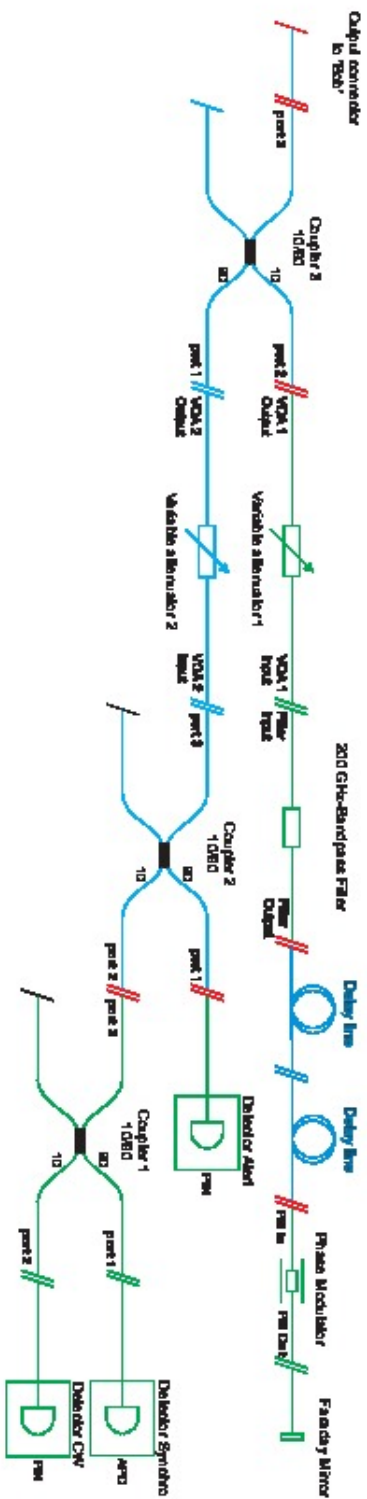 Output connector
to "Bob"
port 3
Coupler 3
10/90
10
90
port 2
port 1
VOA 1
Output
VOA 2
Output
Variable attenuator 1
Variable attenuator 2
VOA 1
Input
Filter
Input
VOA 2
Input
port 3
200 GHz-Bandpass Filter
Filter
Output
Coupler 2
10/90
90
10
port 1
port 2
port 3
Delay line
Delay line
Detector Alert
PIN
Coupler 1
10/90
90
10
port 1
port 2
PM In
Phase Modulator
PM Out
Faraday Mirror
Detector Synchro
APD
Detector CW
PIN